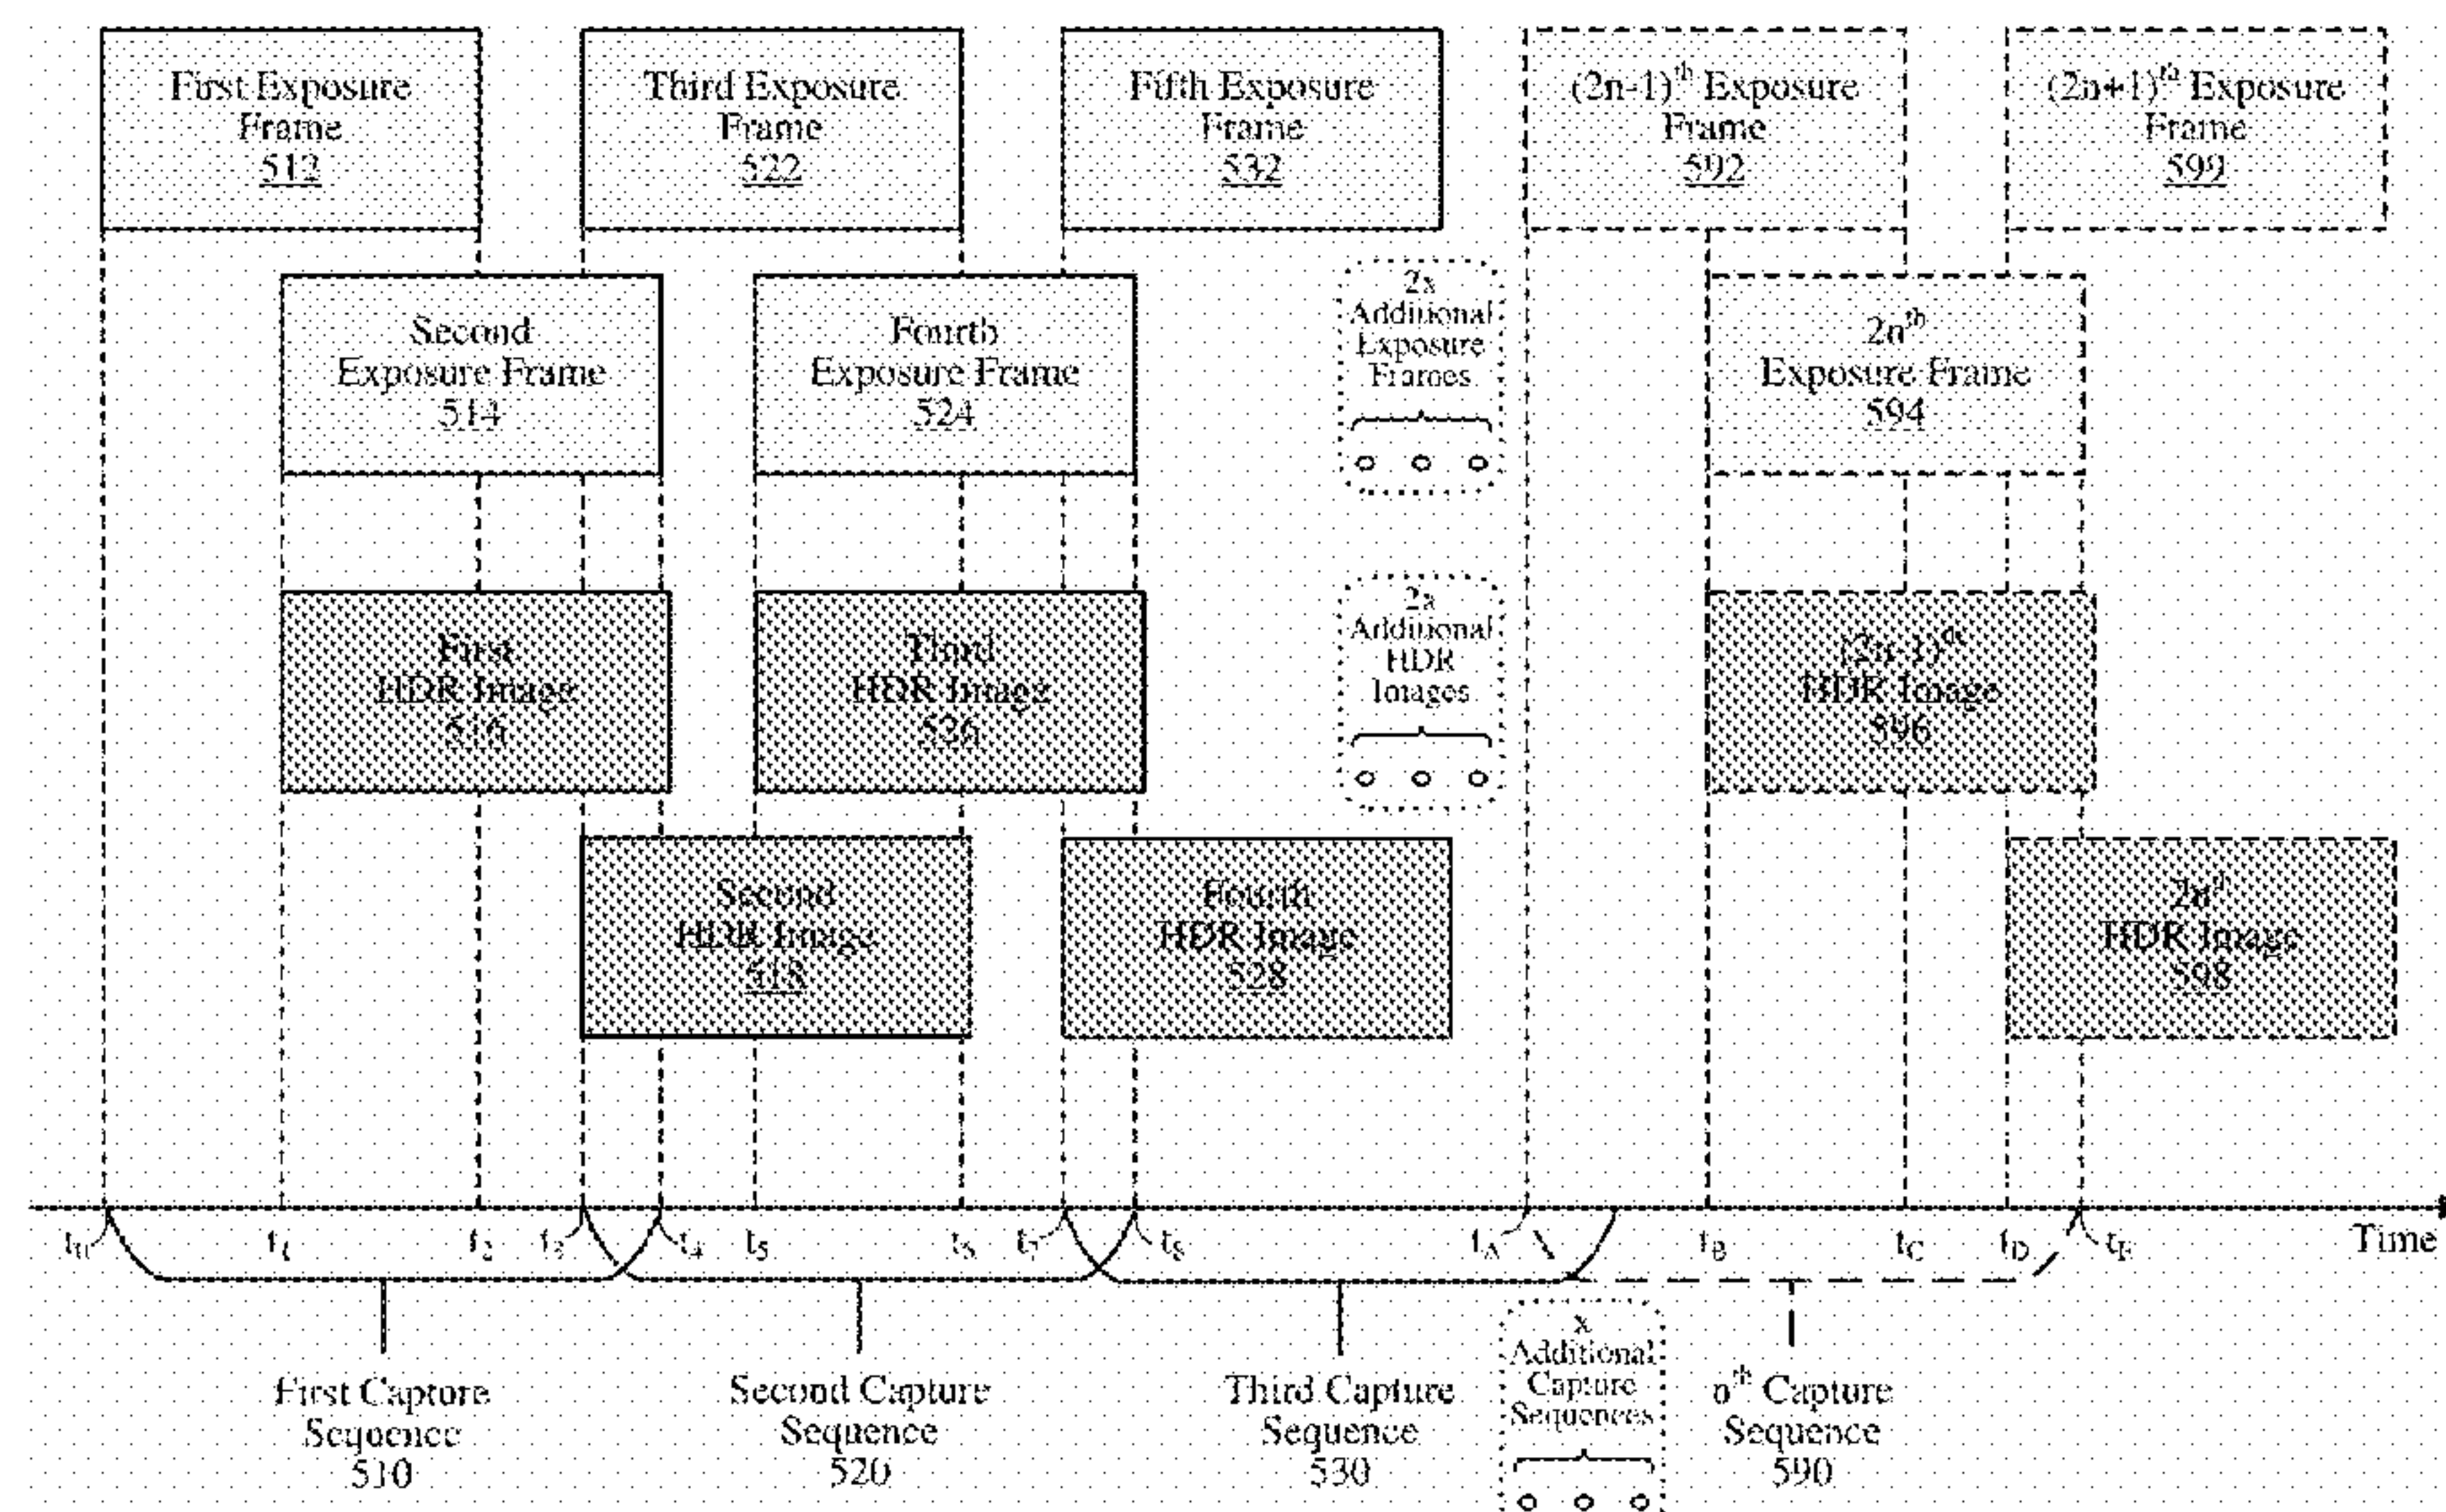 First Exposure
Frame
512
Third Exposure
Frame
522
Fifth Exposure
Frame
532
(2n-1)th Exposure
Frame
592
(2n+1)th Exposure
Frame
599
Second
Exposure Frame
514
Fourth
Exposure Frame
524
2x
Additional
Exposure
Frames
2nth
Exposure Frame
594
First
HDR Image
516
Third
HDR Image
526
2x
Additional
HDR
Images
(2n-1)th
HDR Image
596
Second
HDR Image
518
Fourth
HDR Image
528
2nth
HDR Image
598
t0 t1 t2 t3 t4 t5 t6 t7 t8 tA tB tC tD tE Time
First Capture
Sequence
510
Second Capture
Sequence
520
Third Capture
Sequence
530
x
Additional
Capture
Sequences
nth Capture
Sequence
590